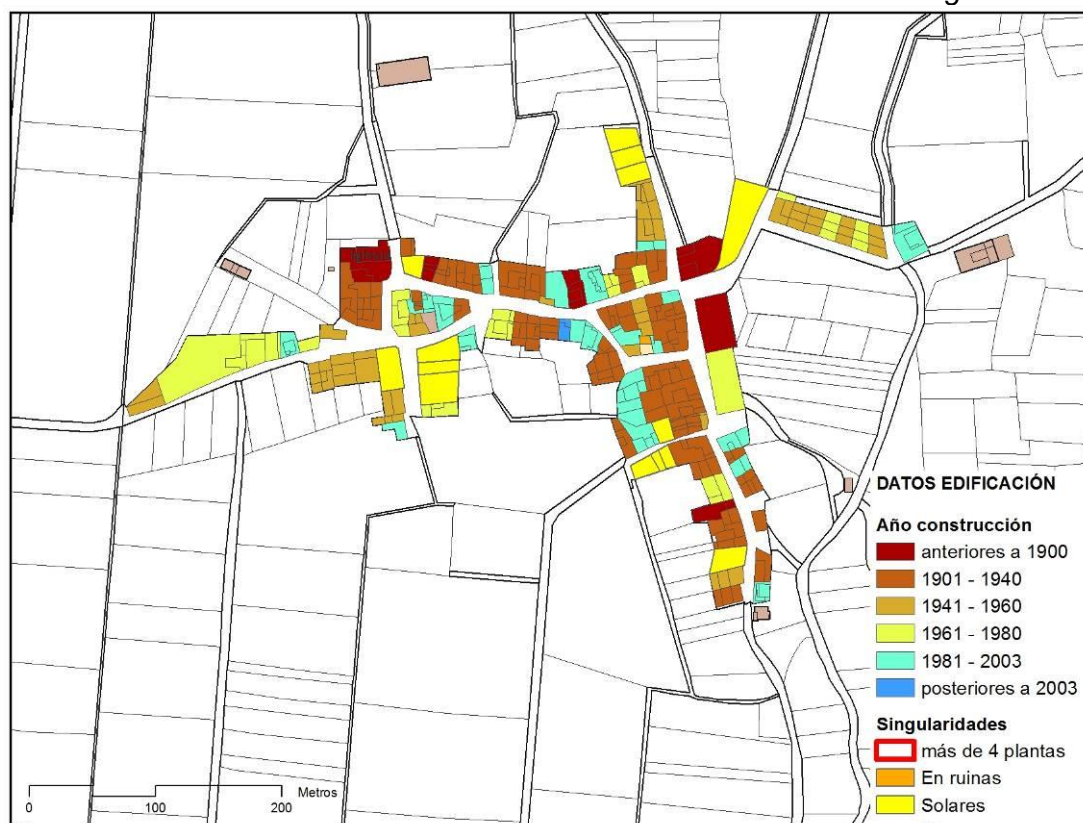 DATOS EDIFICACIÓN
Año construcción
anteriores a 1900
1901 - 1940
1941 - 1960
1961 - 1980
1981 - 2003
posteriores a 2003
Singularidades
más de 4 plantas
En ruinas
Solares
Metros
0 100 200